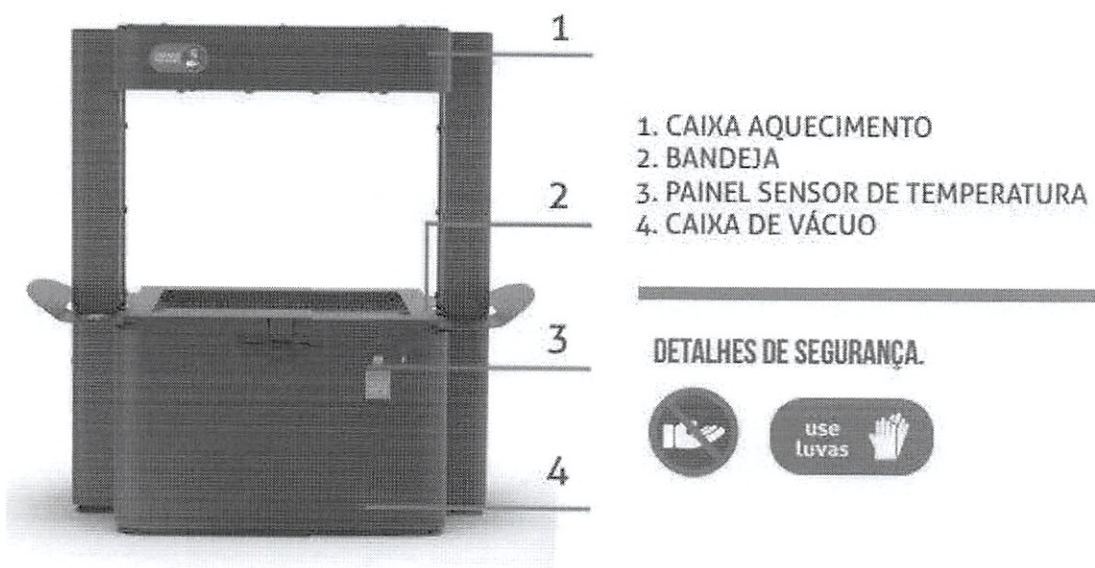 1
2
3
4
1. CAIXA AQUECIMENTO
2. BANDEJA
3. PAINEL SENSOR DE TEMPERATURA
4. CAIXA DE VÁCUO
DETALHES DE SEGURANÇA.
use
luvas